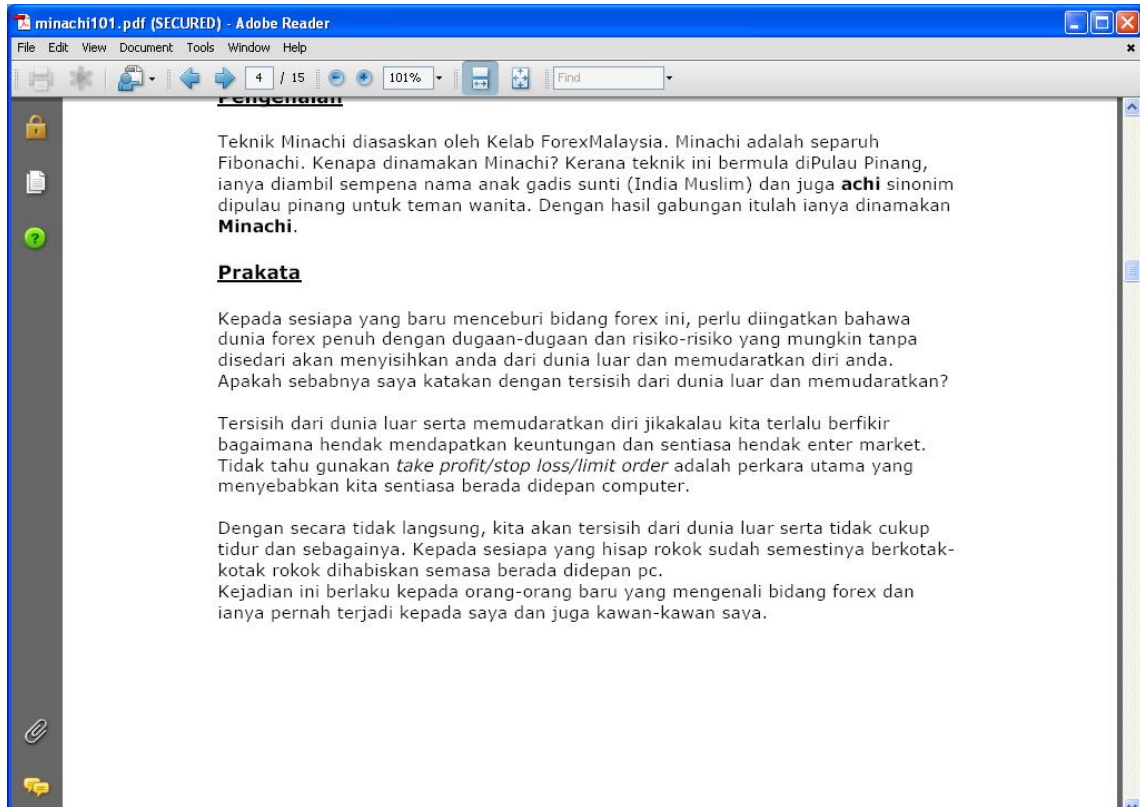 minachi101.pdf (SECURED) - Adobe Reader
File Edit View Document Tools Window Help
4 / 15 101% Find
Pengenalan
Teknik Minachi diasaskan oleh Kelab ForexMalaysia. Minachi adalah separuh
Fibonachi. Kenapa dinamakan Minachi? Kerana teknik ini bermula diPulau Pinang,
ianya diambil sempena nama anak gadis sunti (India Muslim) dan juga achi sinonim
dipulau pinang untuk teman wanita. Dengan hasil gabungan itulah ianya dinamakan
Minachi.
Prakata
Kepada sesiapa yang baru menceburi bidang forex ini, perlu diingatkan bahawa
dunia forex penuh dengan dugaan-dugaan dan risiko-risiko yang mungkin tanpa
disedari akan menyisihkan anda dari dunia luar dan memudaratkan diri anda.
Apakah sebabnya saya katakan dengan tersisih dari dunia luar dan memudaratkan?
Tersisih dari dunia luar serta memudaratkan diri jikakalau kita terlalu berfikir
bagaimana hendak mendapatkan keuntungan dan sentiasa hendak enter market.
Tidak tahu gunakan take profit/stop loss/limit order adalah perkara utama yang
menyebabkan kita sentiasa berada didepan computer.
Dengan secara tidak langsung, kita akan tersisih dari dunia luar serta tidak cukup
tidur dan sebagainya. Kepada sesiapa yang hisap rokok sudah semestinya berkotak-
kotak rokok dihabiskan semasa berada didepan pc.
Kejadian ini berlaku kepada orang-orang baru yang mengenali bidang forex dan
ianya pernah terjadi kepada saya dan juga kawan-kawan saya.